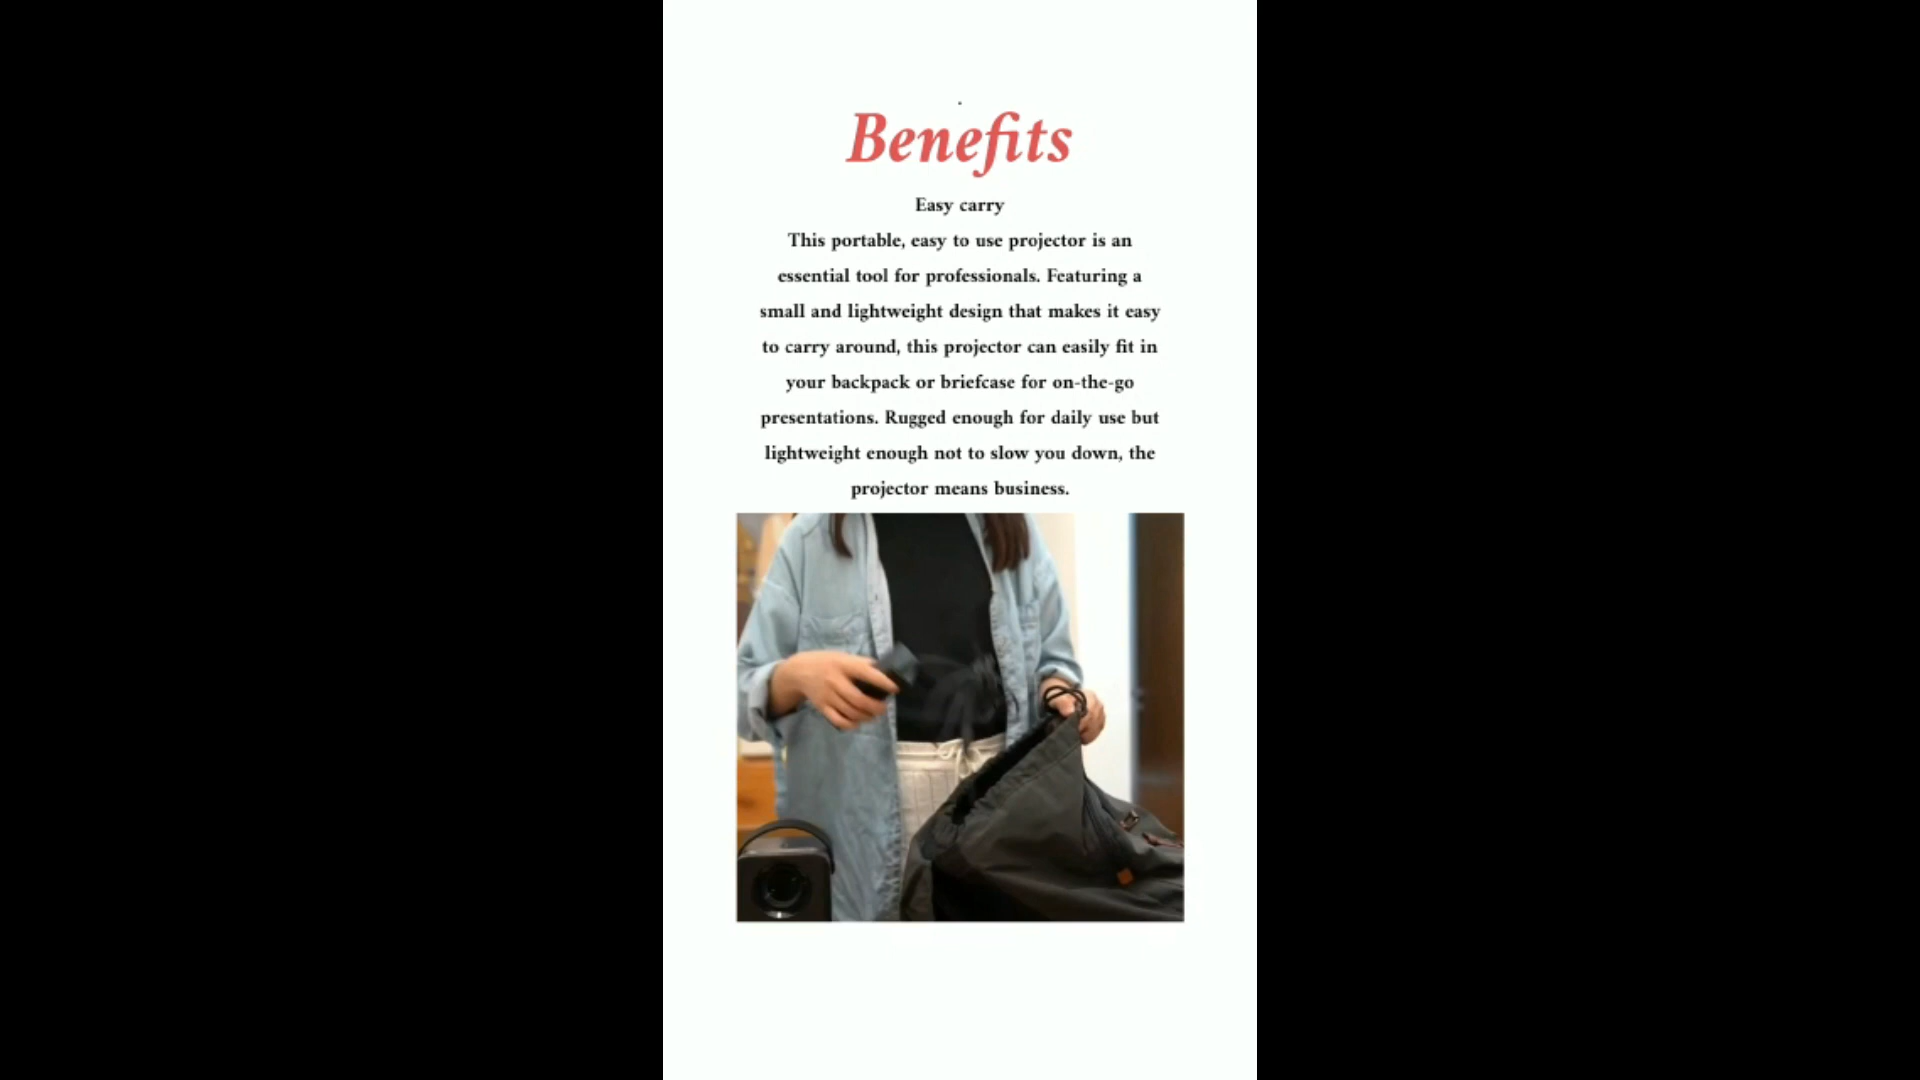 Benefits
Easy carry
This portable, easy to use projector is an
essential tool for professionals. Featuring a
small and lightweight design that makes it easy
to carry around, this projector can easily fit in
your backpack or briefcase for on-the-go
presentations. Rugged enough for daily use but
lightweight enough not to slow you down, the
projector means business.